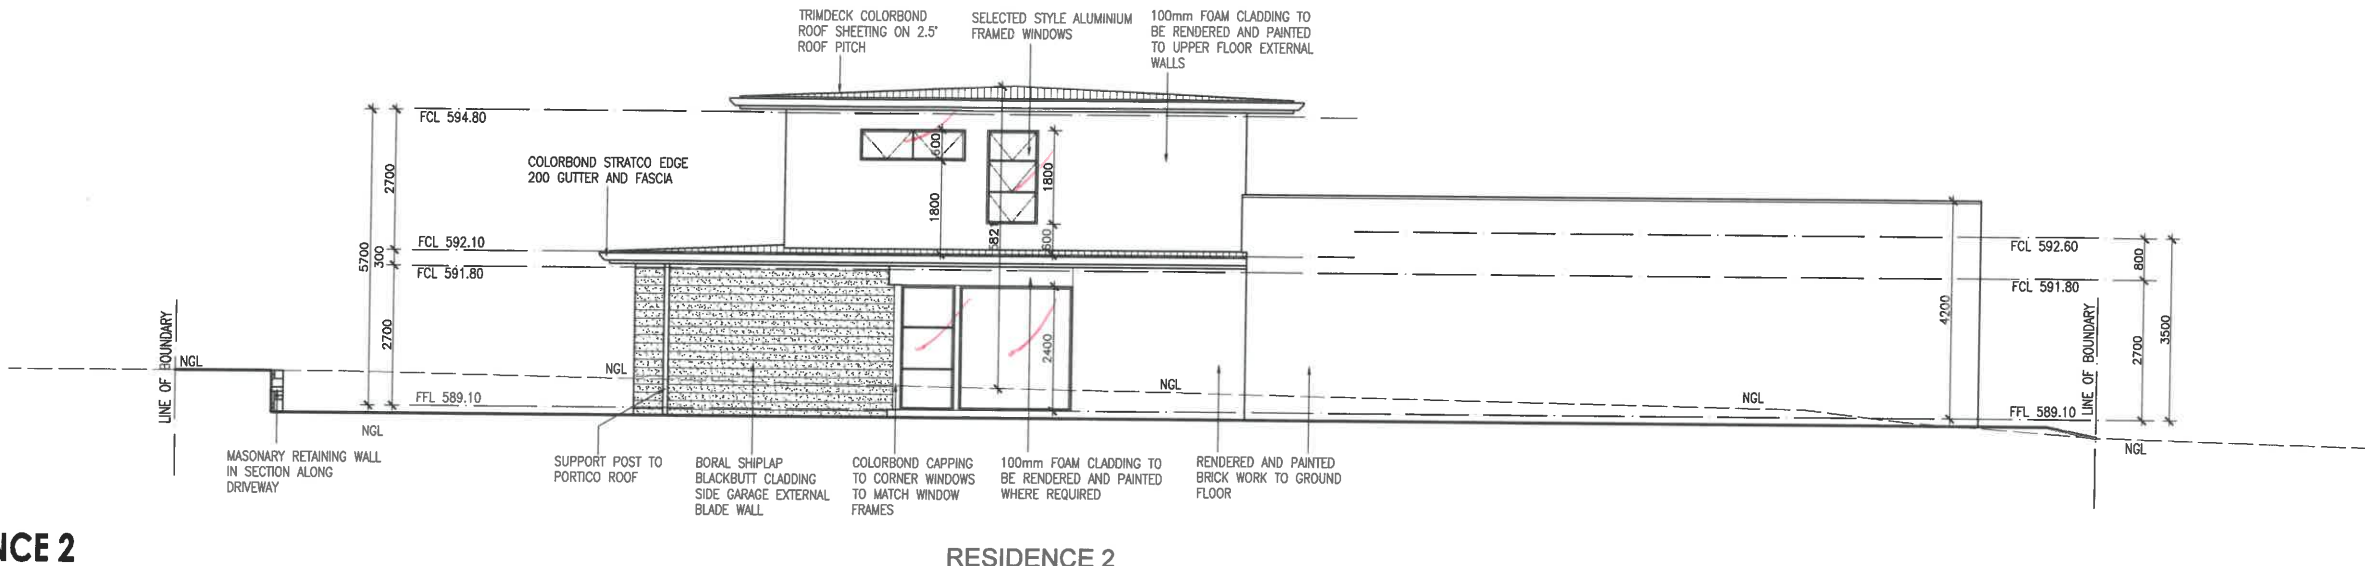 TRIMDECK COLORBOND
ROOF SHEETING ON 2.5°
ROOF PITCH
SELECTED STYLE ALUMINIUM
FRAMED WINDOWS
100mm FOAM CLADDING TO
BE RENDERED AND PAINTED
TO UPPER FLOOR EXTERNAL
WALLS
FCL 594.80
COLORBOND STRATCO EDGE
200 GUTTER AND FASCIA
2700
600
1800
1800
600
FCL 592.10
5700
300
FCL 591.80
FCL 592.60
800
FCL 591.80
4200
2700
3500
LINE OF BOUNDARY
NGL
2700
NGL
2400
NGL
NGL
LINE OF BOUNDARY
FFL 589.10
FFL 589.10
NGL
NGL
MASONARY RETAINING WALL
IN SECTION ALONG
DRIVEWAY
SUPPORT POST TO
PORTICO ROOF
BORAL SHIPLAP
BLACKBUTT CLADDING
SIDE GARAGE EXTERNAL
BLADE WALL
COLORBOND CAPPING
TO CORNER WINDOWS
TO MATCH WINDOW
FRAMES
100mm FOAM CLADDING TO
BE RENDERED AND PAINTED
WHERE REQUIRED
RENDERED AND PAINTED
BRICK WORK TO GROUND
FLOOR
NCE 2
RESIDENCE 2